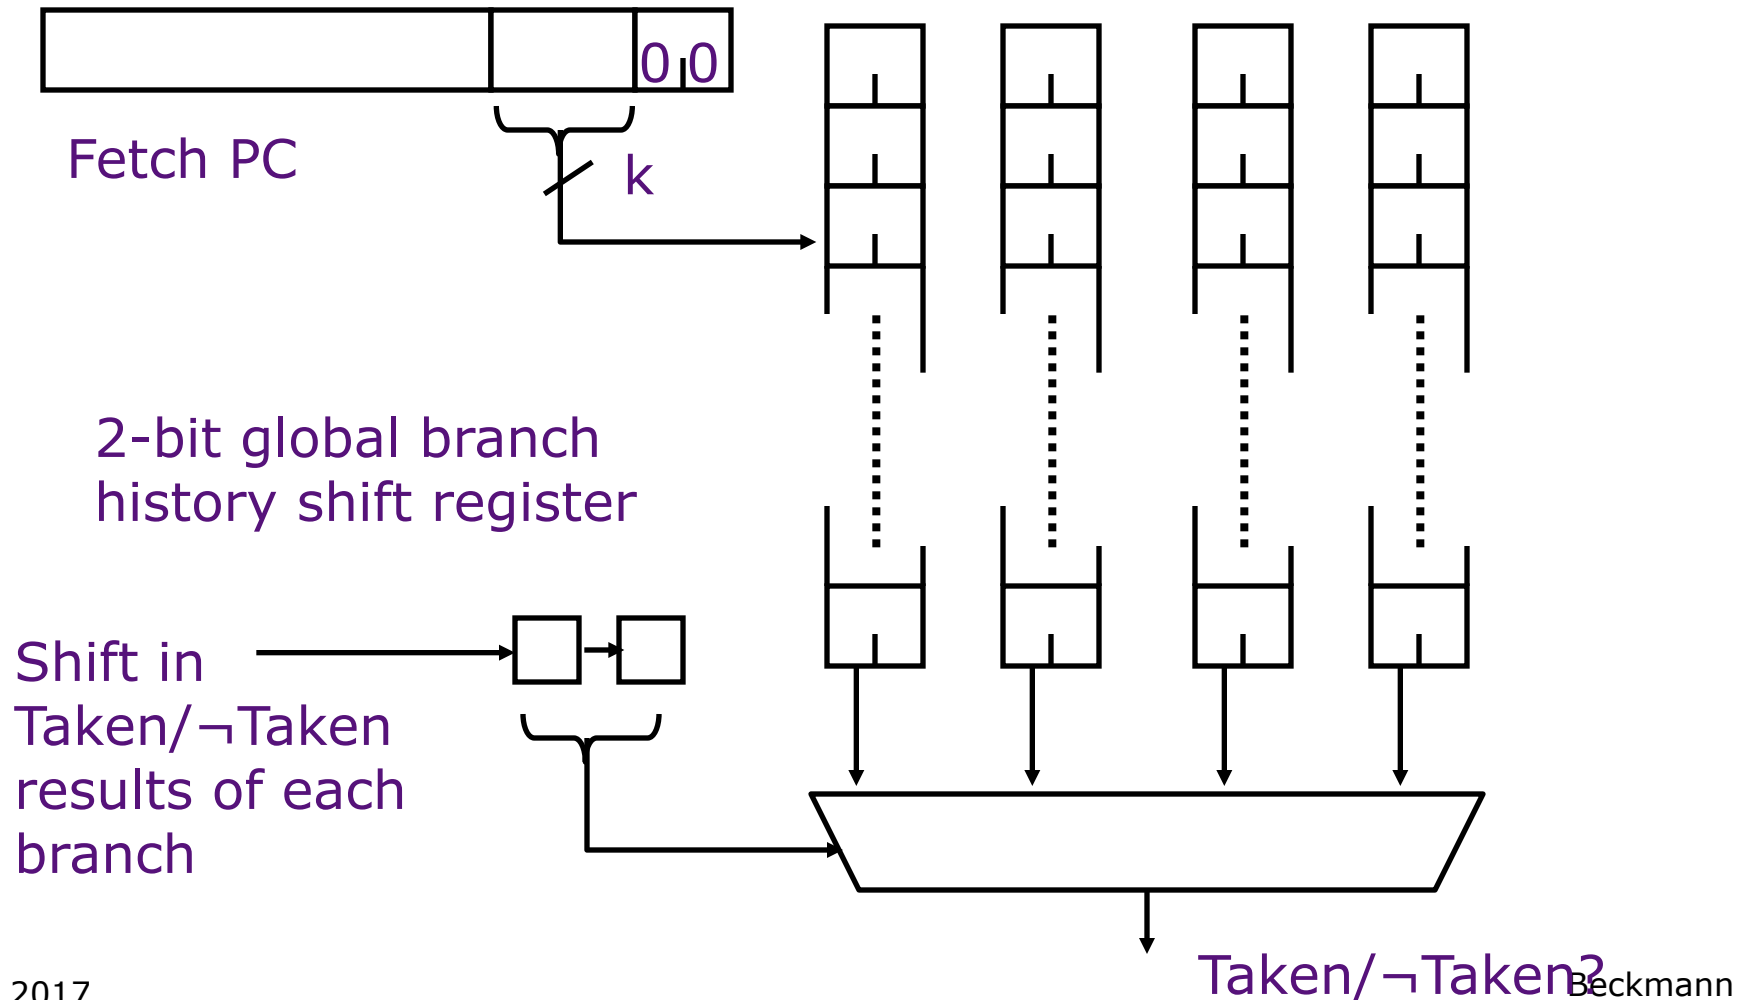 0 0
Fetch PC
k
2-bit global branch
history shift register
Shift in
Taken/¬Taken
results of each
branch
Taken/¬Taken?
2017
Beckmann